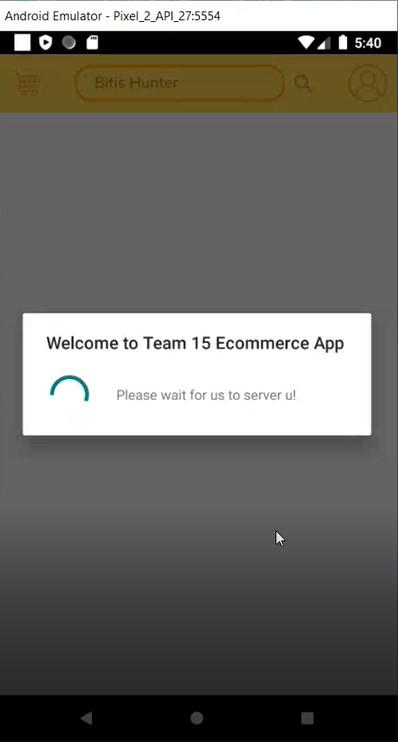 Android Emulator - Pixel_2_API_27:5554
5:40
Bitis Hunter
Welcome to Team 15 Ecommerce App
Please wait for us to server u!